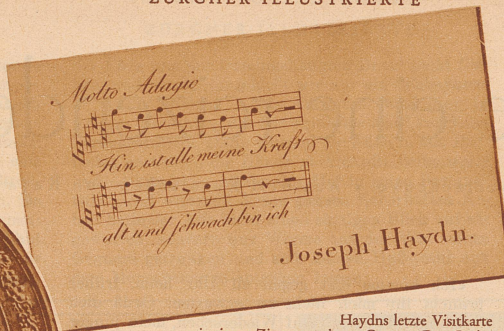 ZÜRCHER ILLUSTRIERTE
Molto Adagio
Hin ist alle meine Kraft
alt und schwach bin ich
Joseph Haydn.
Haydns letzte Visitkarte